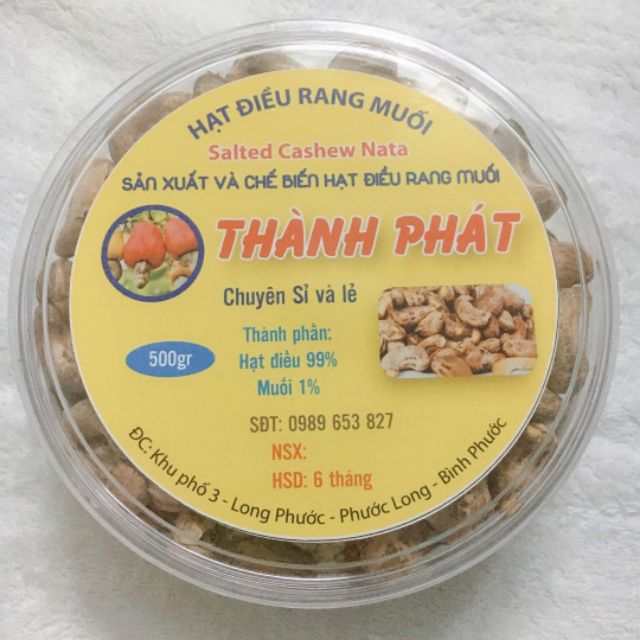 HẠT ĐIỀU RANG MUỐI
Salted Cashew Nata
SẢN XUẤT VÀ CHẾ BIẾN HẠT ĐIỀU RANG MUỐI
THÀNH PHÁT
Chuyên Sỉ và lẻ
500gr
Thành phần:
Hạt điều 99%
Muối 1%
SĐT: 0989 653 827
NSX:
HSD: 6 tháng
ĐC: Khu phố 3 - Long Phước - Phước Long - Bình Phước